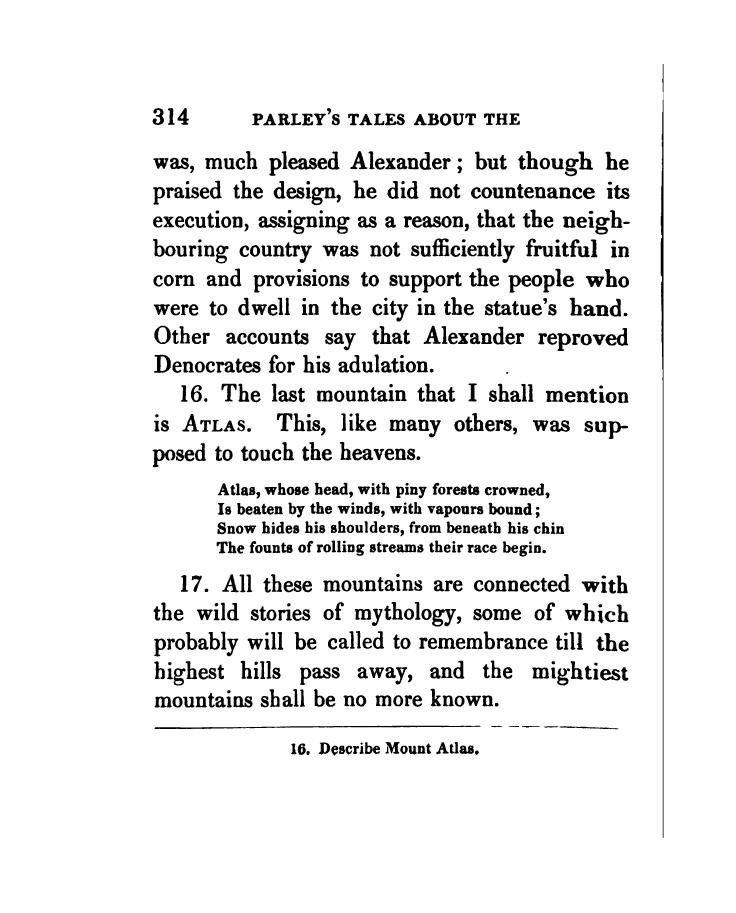 314 PARLEY'S TALES ABOUT THE
was, much pleased Alexander; but though he
praised the design, he did not countenance its
execution, assigning as a reason, that the neigh-
bouring country was not sufficiently fruitful in
corn and provisions to support the people who
were to dwell in the city in the statue's hand.
Other accounts say that Alexander reproved
Denocrates for his adulation.
16. The last mountain that I shall mention
is ATLAS. This, like many others, was sup-
posed to touch the heavens.
Atlas, whose head, with piny forests crowned,
Is beaten by the winds, with vapours bound;
Snow hides his shoulders, from beneath his chin
The founts of rolling streams their race begin.
17. All these mountains are connected with
the wild stories of mythology, some of which
probably will be called to remembrance till the
highest hills pass away, and the mightiest
mountains shall be no more known.
16. Describe Mount Atlas.